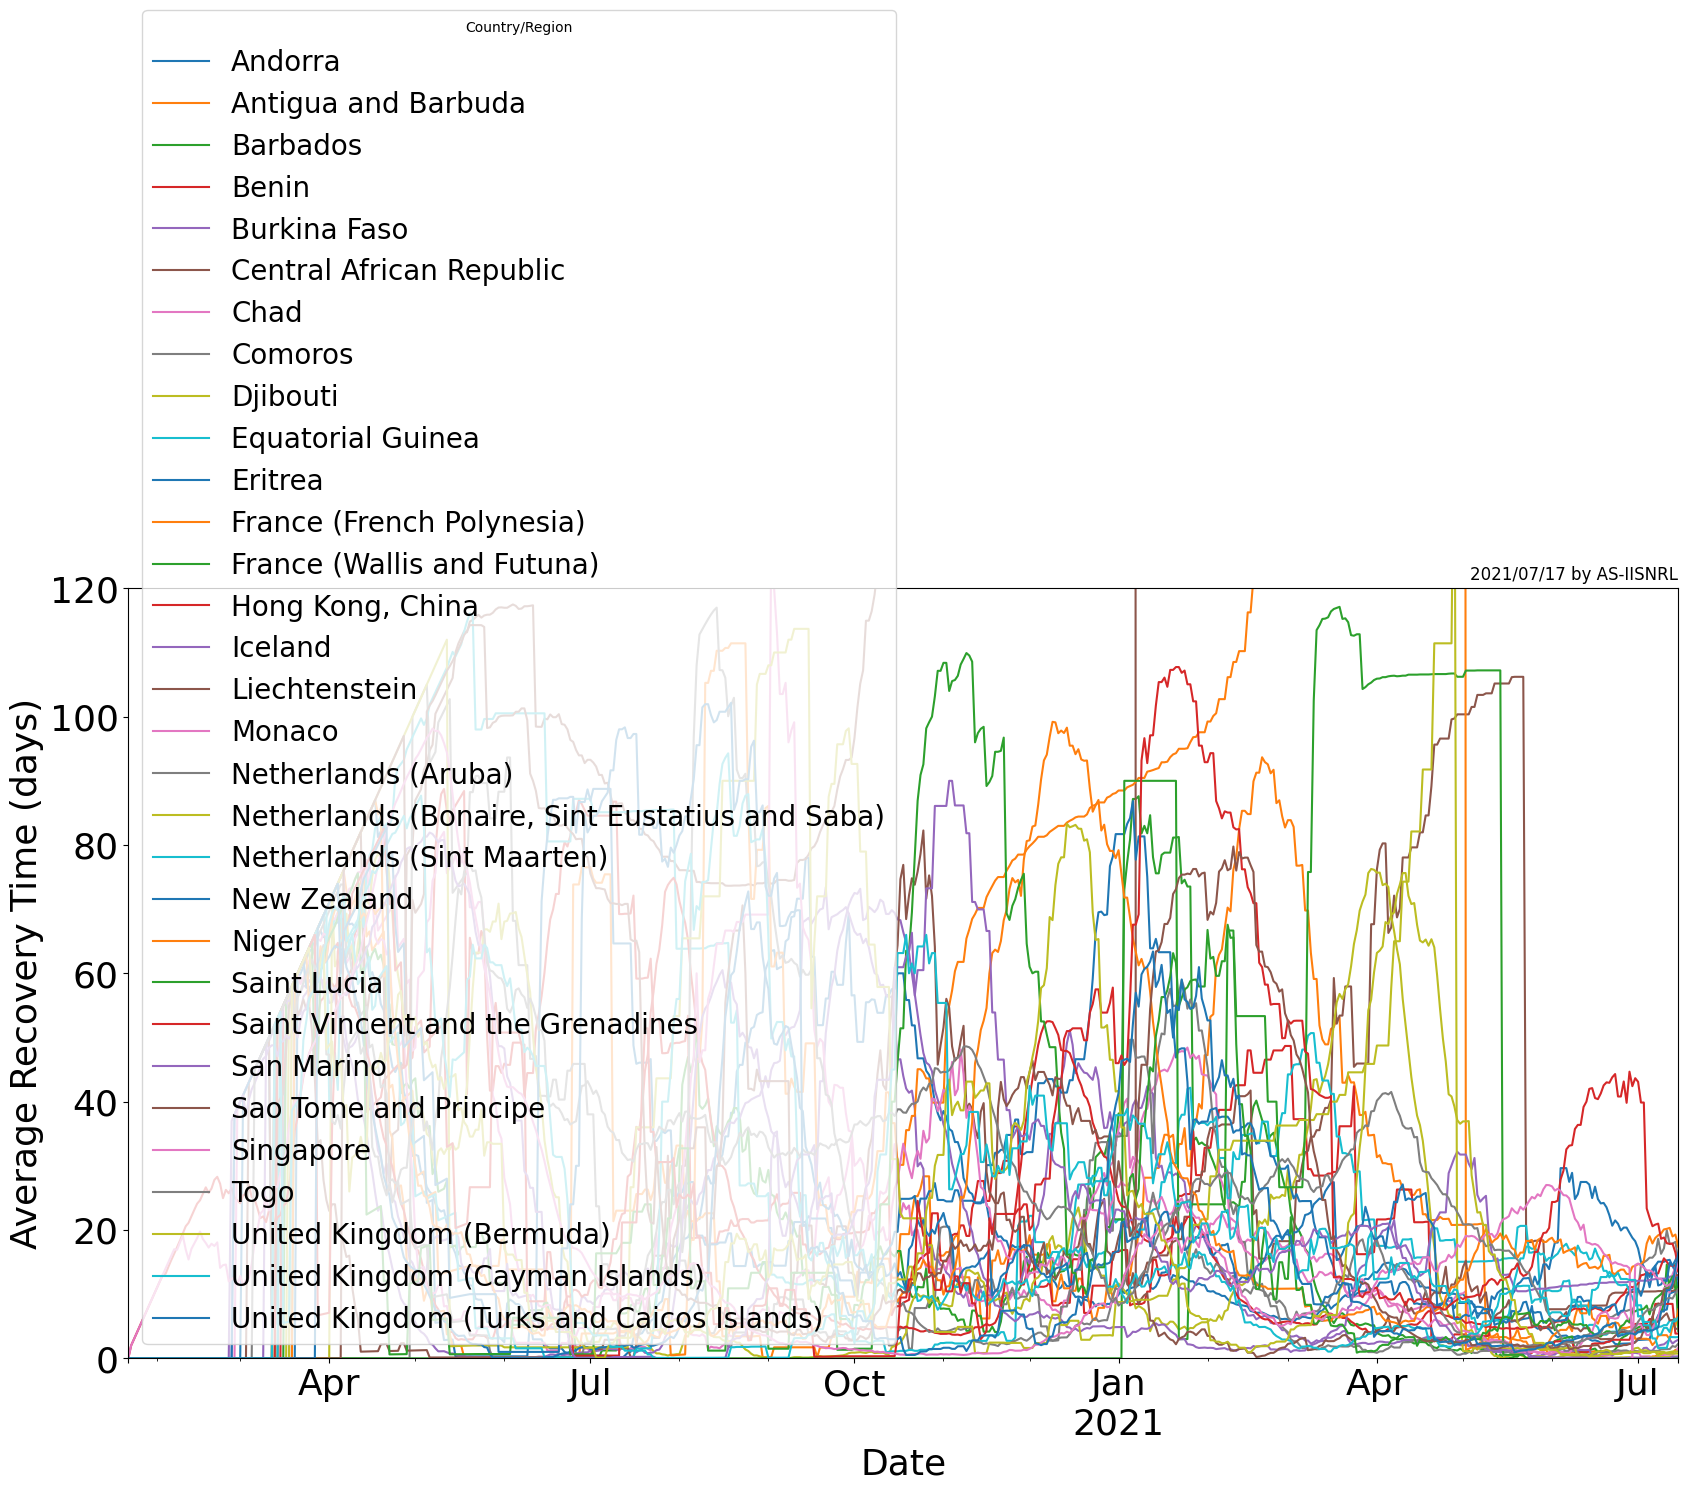 Country/Region
Andorra
Antigua and Barbuda
Barbados
Benin
Burkina Faso
Central African Republic
Chad
Comoros
Djibouti
Equatorial Guinea
Eritrea
France (French Polynesia)
France (Wallis and Futuna)
Hong Kong, China
Iceland
Liechtenstein
Monaco
Netherlands (Aruba)
Netherlands (Bonaire, Sint Eustatius and Saba)
Netherlands (Sint Maarten)
New Zealand
Niger
Saint Lucia
Saint Vincent and the Grenadines
San Marino
Sao Tome and Principe
Singapore
Togo
United Kingdom (Bermuda)
United Kingdom (Cayman Islands)
United Kingdom (Turks and Caicos Islands)
2021/07/17 by AS-IISNRL
Average Recovery Time (days)
120
100
80
60
40
20
0
Apr Jul Oct Jan Apr Jul
2021
Date